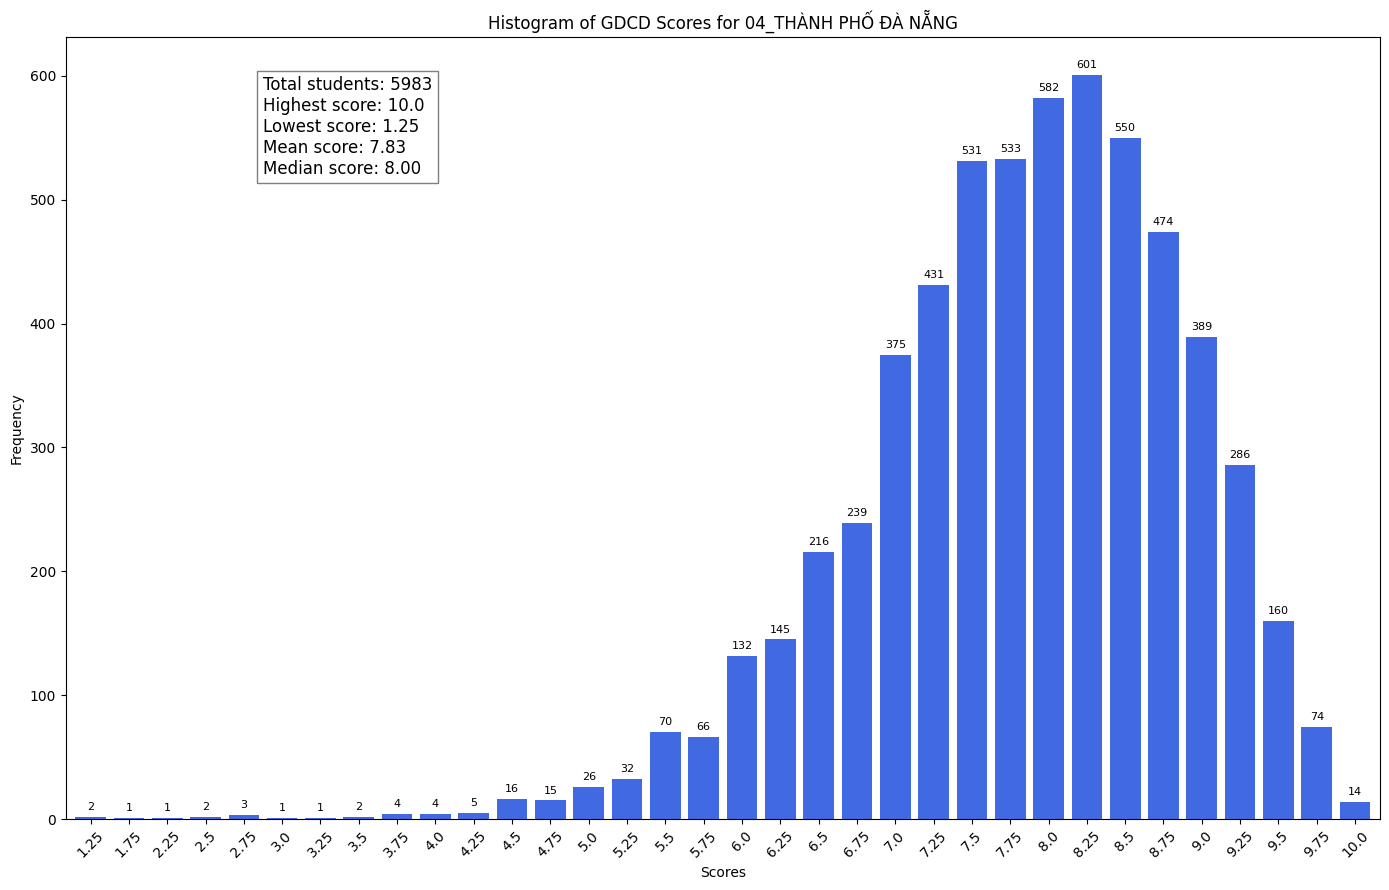 Histogram of GDCD Scores for 04_THÀNH PHỐ ĐÀ NẴNG
Total students: 5983
Highest score: 10.0
Lowest score: 1.25
Mean score: 7.83
Median score: 8.00
Frequency
600
500
400
300
200
100
0
2 1 1 2 3 1 1 2 4 4 5 16 15 26 32 70 66 132 145 216 239 375 431 531 533 582 601 550 474 389 286 160 74 14
1.25 1.75 2.25 2.5 2.75 3.0 3.25 3.5 3.75 4.0 4.25 4.5 4.75 5.0 5.25 5.5 5.75 6.0 6.25 6.5 6.75 7.0 7.25 7.5 7.75 8.0 8.25 8.5 8.75 9.0 9.25 9.5 9.75 10.0
Scores